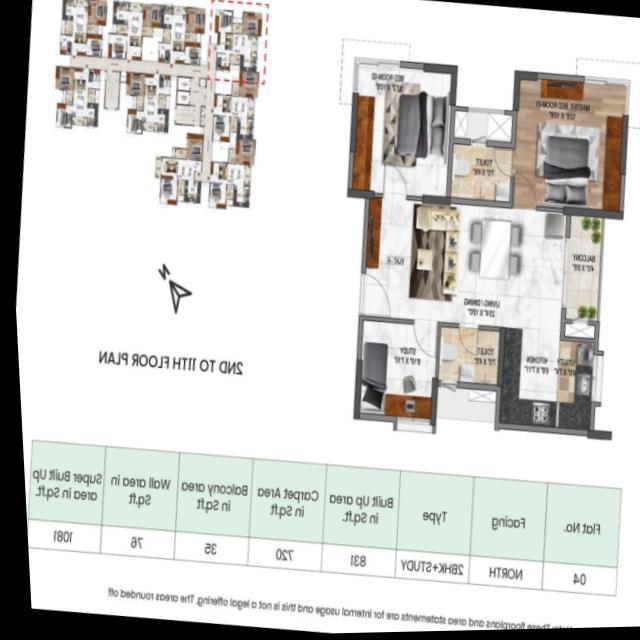 BED ROOM-02
MASTER BED ROOM-01
TOILET
BALCONY
FLAT-4
LIVING / DINING
STUDY
TOILET
KITCHEN
UTILITY
N
2ND TO 11TH FLOOR PLAN
Flat No. Facing Type Built Up area in Sq.ft. Carpet Area in Sq.ft Balcony area in Sq.ft Wall area in Sq.ft Super Built Up area in Sq.ft.
04 NORTH 2BHK+STUDY 831 720 35 76 1081
These floorplans and area statements are for internal usage and this is not a legal offering, The areas rounded off